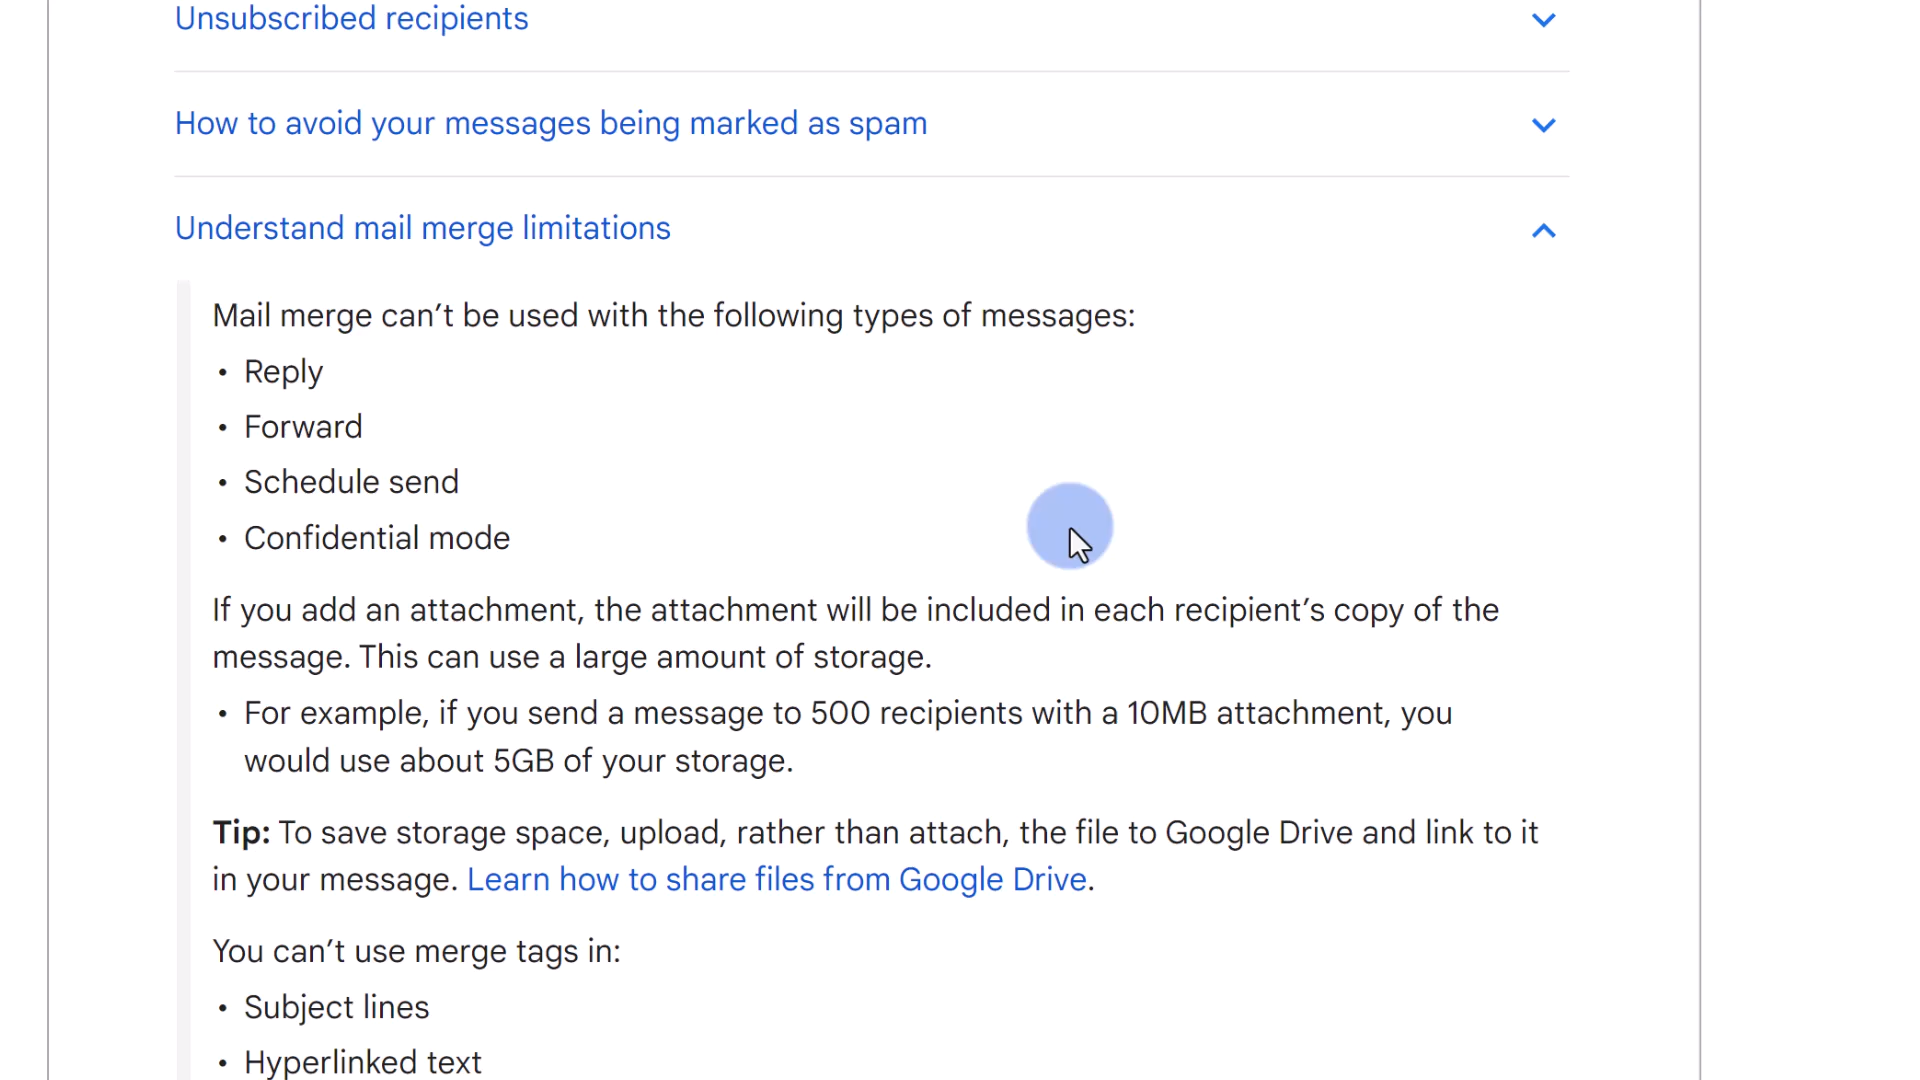 Unsubscribed recipients
How to avoid your messages being marked as spam
Understand mail merge limitations
Mail merge can’t be used with the following types of messages:
• Reply
• Forward
• Schedule send
• Confidential mode
If you add an attachment, the attachment will be included in each recipient’s copy of the
message. This can use a large amount of storage.
• For example, if you send a message to 500 recipients with a 10MB attachment, you
would use about 5GB of your storage.
Tip: To save storage space, upload, rather than attach, the file to Google Drive and link to it
in your message. Learn how to share files from Google Drive.
You can’t use merge tags in:
• Subject lines
• Hyperlinked text